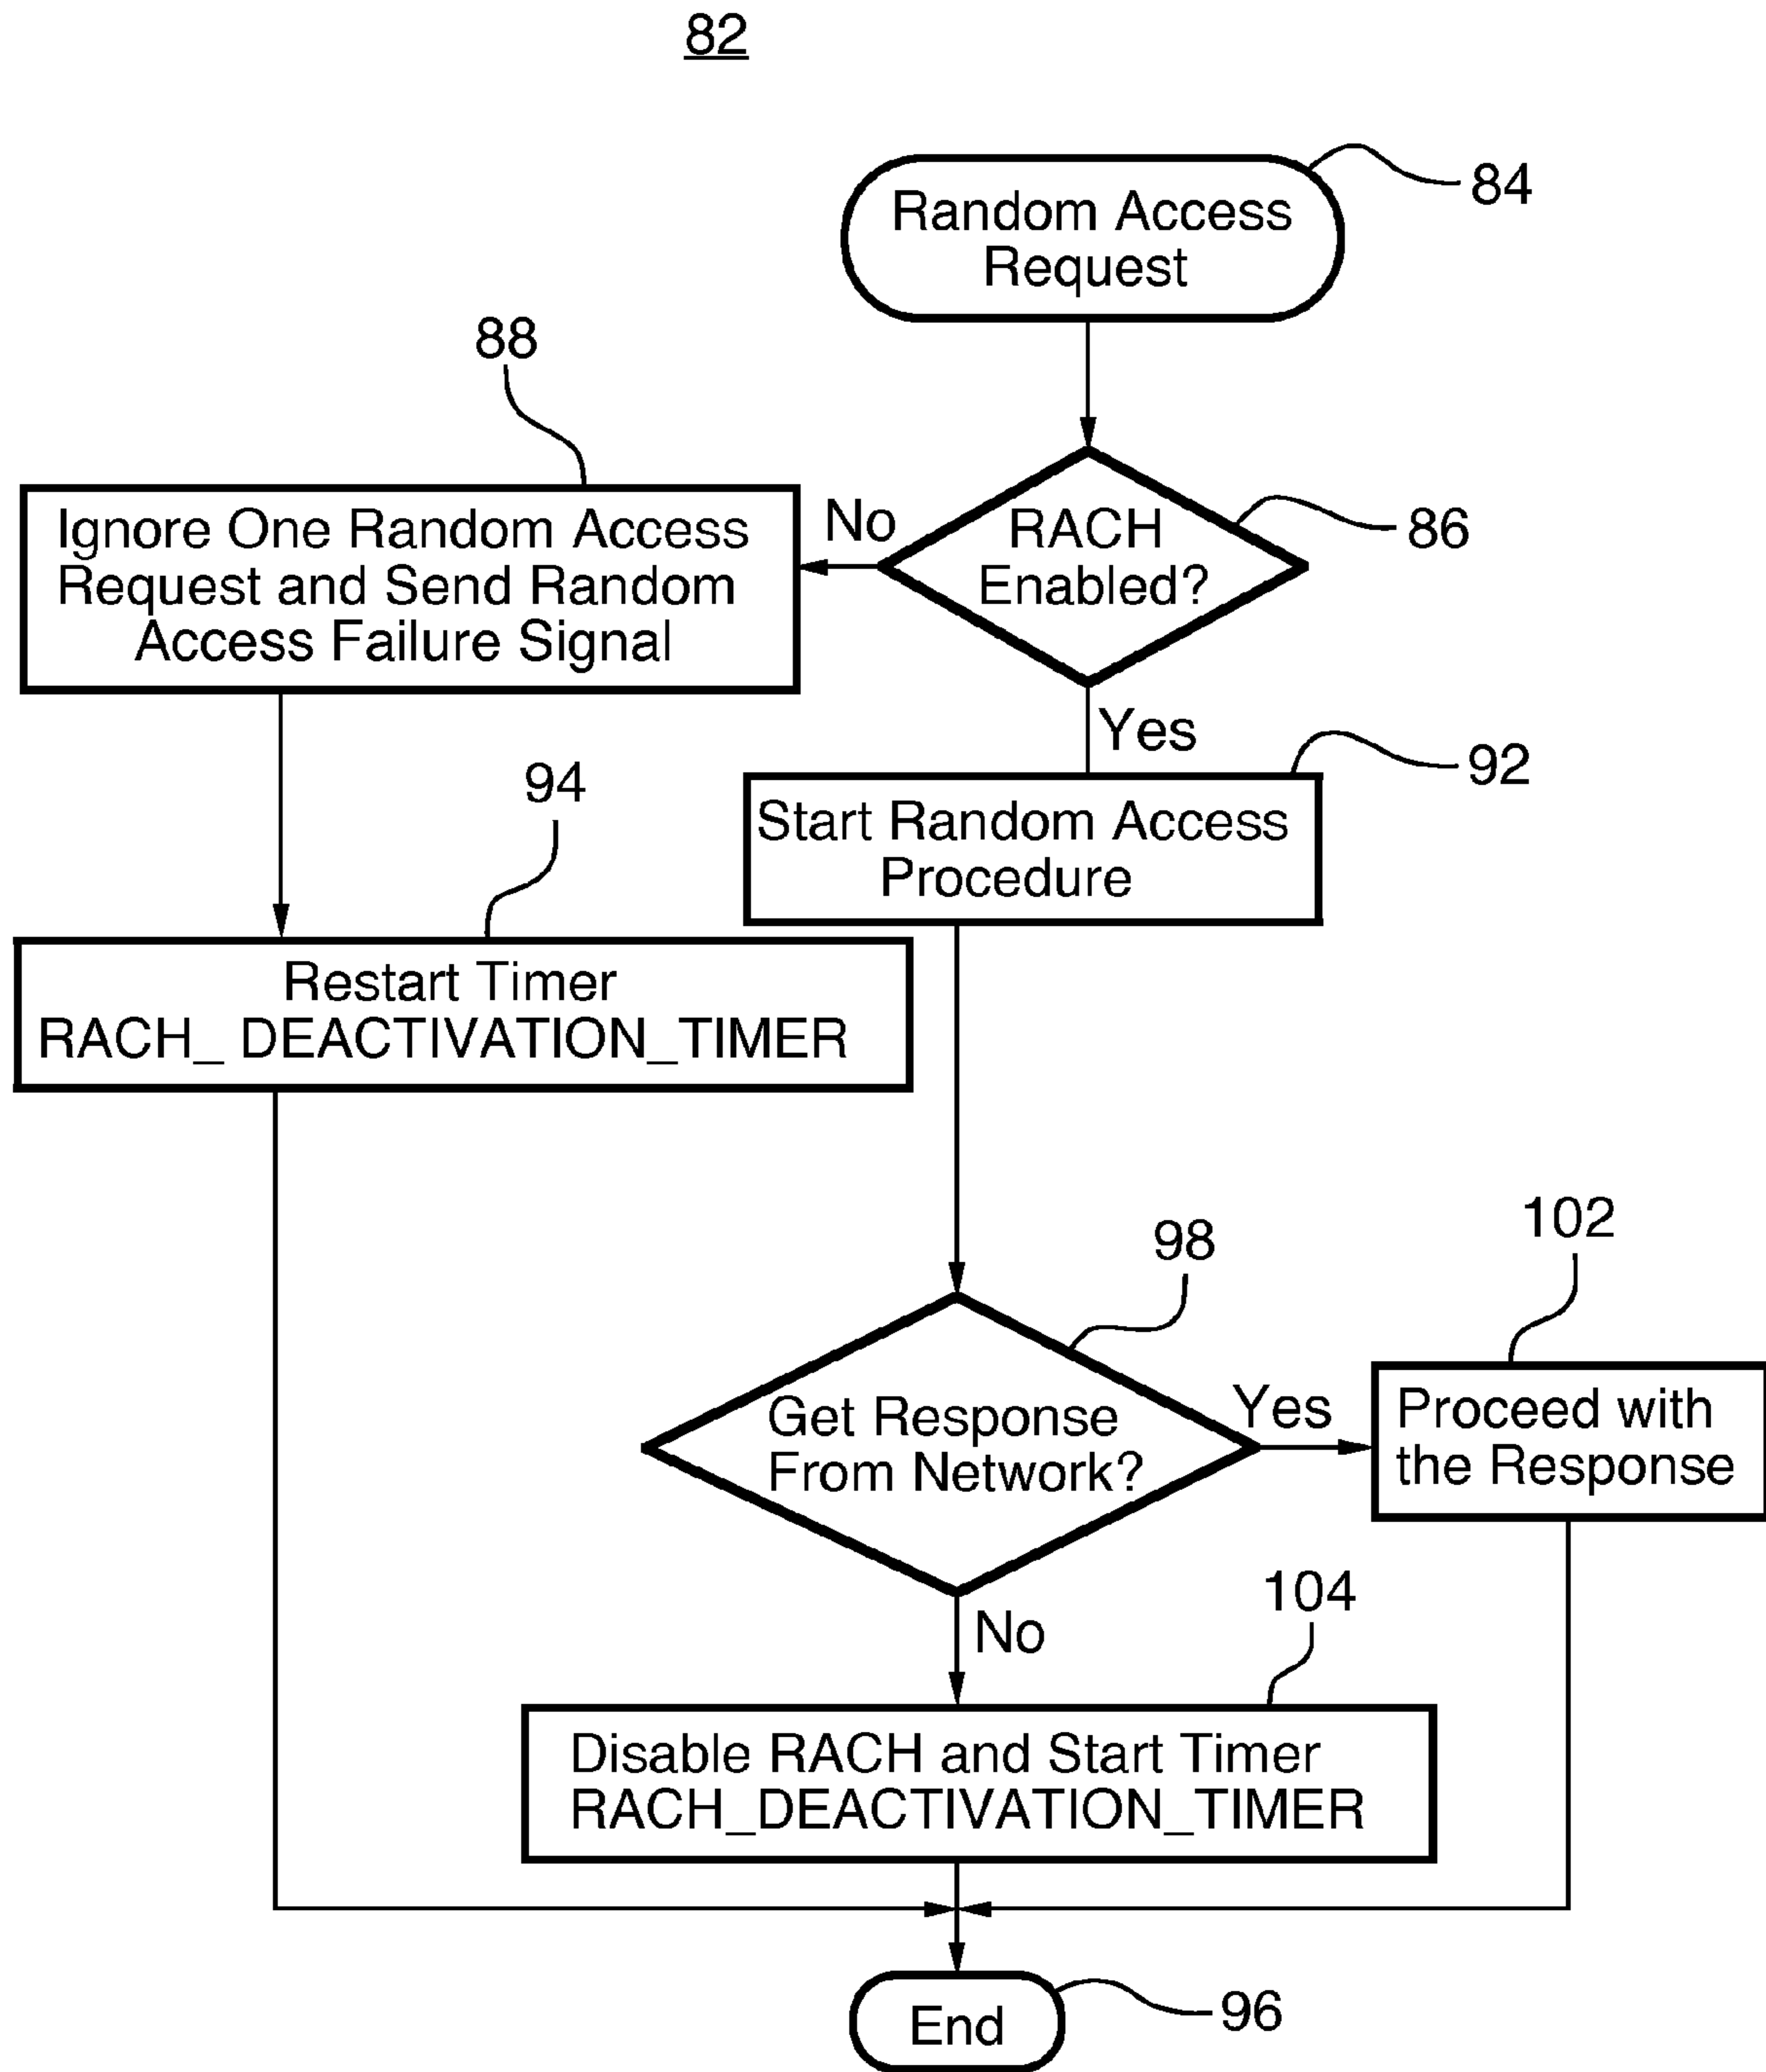 82
Random Access
Request
84
88
Ignore One Random Access
Request and Send Random
Access Failure Signal
No
RACH
Enabled?
86
Yes
92
Start Random Access
Procedure
94
Restart Timer
RACH_ DEACTIVATION_TIMER
98
Get Response
From Network?
Yes
102
Proceed with
the Response
No
104
Disable RACH and Start Timer
RACH_DEACTIVATION_TIMER
End
96